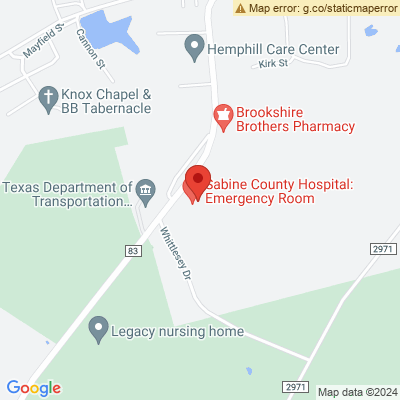 Map error: g.co/staticmaperror
Mayfield St
Cannon St
Hemphill Care Center
Kirk St
Knox Chapel &
BB Tabernacle
Brookshire
Brothers Pharmacy
Texas Department of
Transportation...
Sabine County Hospital:
Emergency Room
83
Whittlesey Dr
2971
Legacy nursing home
2971
Google
Map data ©2024